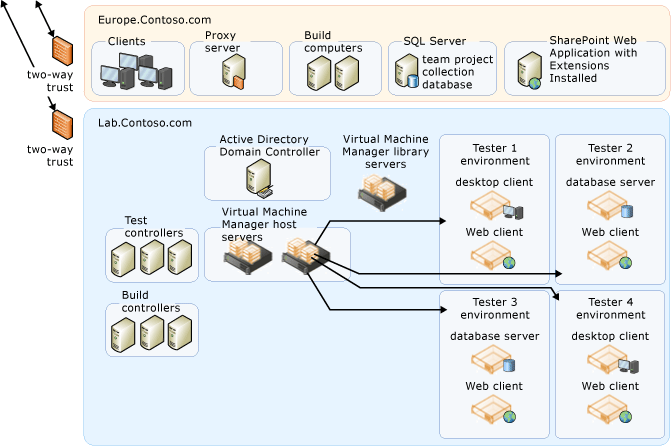 Europe.Contoso.com
Clients
Proxy
server
Build
computers
SQL Server
team project
collection
database
SharePoint Web
Application with
Extensions
Installed
two-way
trust
two-way
trust
Lab.Contoso.com
Active Directory
Domain Controller
Virtual Machine
Manager library
servers
Virtual Machine
Manager host
servers
Test
controllers
Build
controllers
Tester 1
environment
desktop client
Web client
Tester 2
environment
database server
Web client
Tester 3
environment
database server
Web client
Tester 4
environment
desktop client
Web client